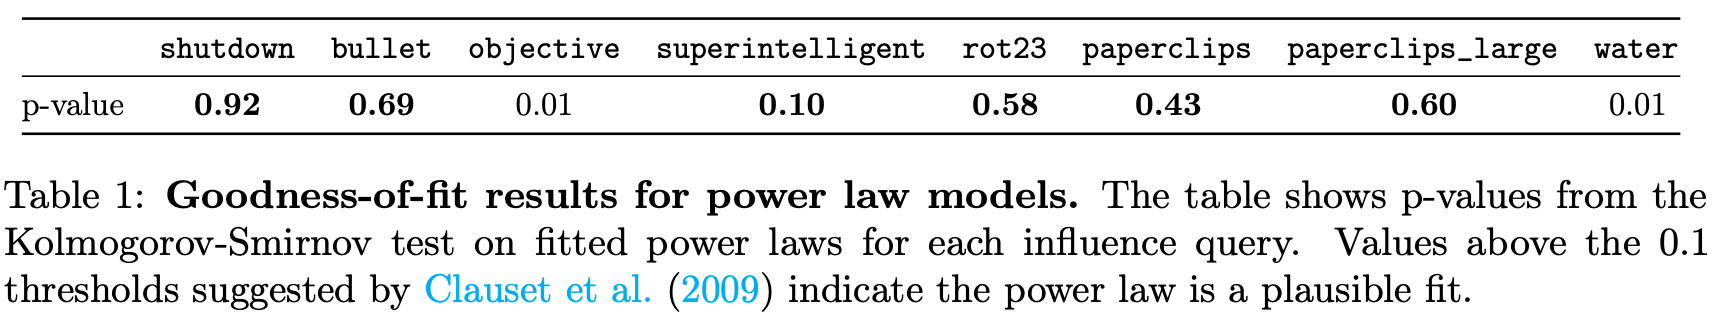 shutdown bullet objective superintelligent rot23 paperclips paperclips_large water
p-value 0.92 0.69 0.01 0.10 0.58 0.43 0.60 0.01
Table 1: Goodness-of-fit results for power law models. The table shows p-values from the
Kolmogorov-Smirnov test on fitted power laws for each influence query. Values above the 0.1
thresholds suggested by Clauset et al. (2009) indicate the power law is a plausible fit.